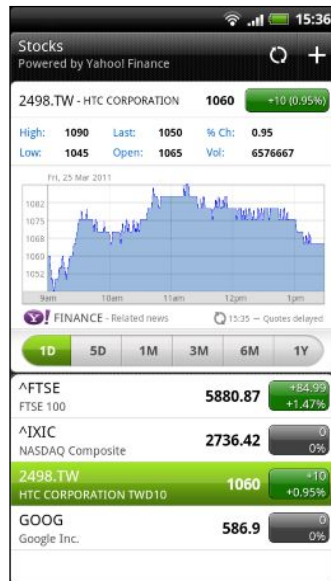 15:36
Stocks
Powered by Yahoo! Finance
2498.TW - HTC CORPORATION 1060 +10 (0.95%)
High: 1090 Last: 1050 % Ch: 0.95
Low: 1045 Open: 1065 Vol: 6576667
Fri, 25 Mar 2011
1082
1075
1068
1060
1052
9am 10am 11am 12pm 1pm
Y! FINANCE - Related news 15:35 — Quotes delayed
1D 5D 1M 3M 6M 1Y
^FTSE 5880.87 +84.99
FTSE 100 +1.47%
^IXIC 2736.42 0
NASDAQ Composite 0%
2498.TW 1060 +10
HTC CORPORATION TWD10 +0.95%
GOOG 586.9 0
Google Inc. 0%